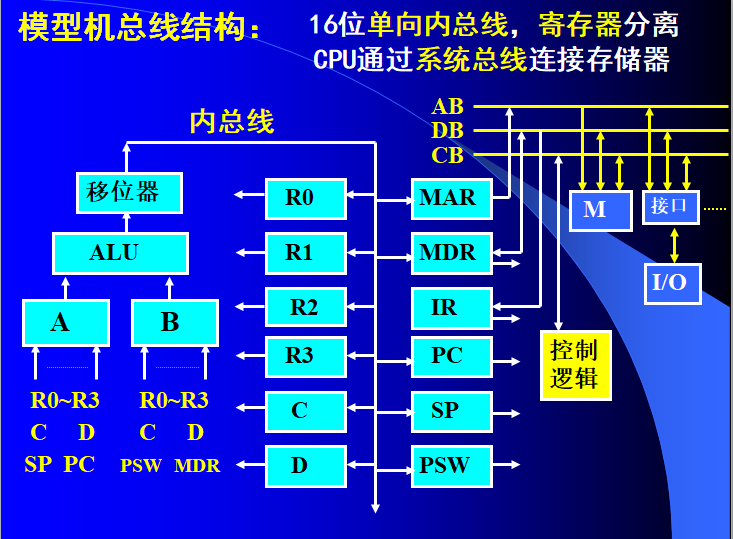 模型机总线结构： 16位单向内总线，寄存器分离
CPU通过系统总线连接存储器
AB
DB
CB
内总线
移位器
ALU
A
B
R0~R3
C D
SP PC
R0~R3
C D
PSW MDR
R0
R1
R2
R3
C
D
MAR
MDR
IR
PC
SP
PSW
M
接口
......
I/O
控制
逻辑